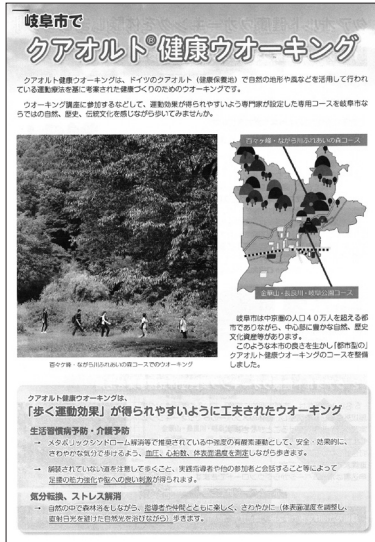 岐阜市で
クアオルト®健康ウオーキング
クアオルト健康ウオーキングは、ドイツのクアオルト（健康保養地）で自然の地形や風などを活用して行われ
ている運動療法を基に考案された健康づくりのためのウオーキングです。
ウオーキング講座に参加するなどして、運動効果が得られやすいよう専門家が設定した専用コースを岐阜市な
らではの自然、歴史、伝統文化を感じながら歩いてみませんか。
百々ヶ峰・ながら川ふれあいの森コース
金華山・長良川・岐阜公園コース
百々ヶ峰・ながら川ふれあいの森コースでのウオーキング
岐阜市は中京圏の人口４０万人を超える都
市でありながら、中心部に豊かな自然、歴史
文化資産等があります。
このような本市の良さを生かし「都市型の」
クアオルト健康ウオーキングのコースを整備
しました。
クアオルト健康ウオーキングは、
「歩く運動効果」が得られやすいように工夫されたウオーキング
生活習慣病予防・介護予防
→ メタボリックシンドローム解消等で推奨されている中強度の有酸素運動として、安全・効果的に、
さわやかな気分で歩けるよう、血圧、心拍数、体表面温度を測定しながら歩きます。
→ 舗装されていない道を注意して歩くこと、実践指導者や他の参加者と会話すること等によって
足腰の筋力強化や脳への良い刺激が得られます。
気分転換、ストレス解消
→ 自然の中で森林浴をしながら、指導者や仲間とともに楽しく、さわやかに（体表面温度を調整し、
直射日光を避けた自然光を浴びながら）歩きます。